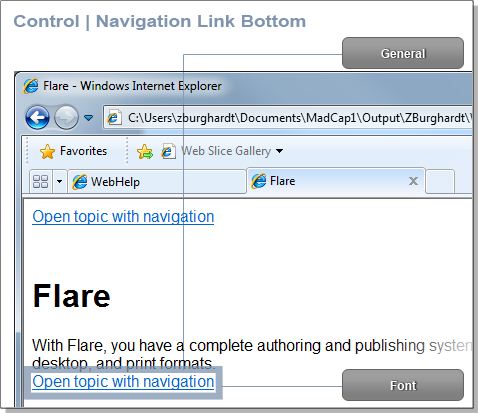 Control | Navigation Link Bottom
General
Flare - Windows Internet Explorer
C:\Users\zburghardt\Documents\MadCap1\Output\ZBurghardt\
Favorites Web Slice Gallery
WebHelp Flare
Open topic with navigation
Flare
With Flare, you have a complete authoring and publishing system
desktop, and print formats.
Open topic with navigation
Font